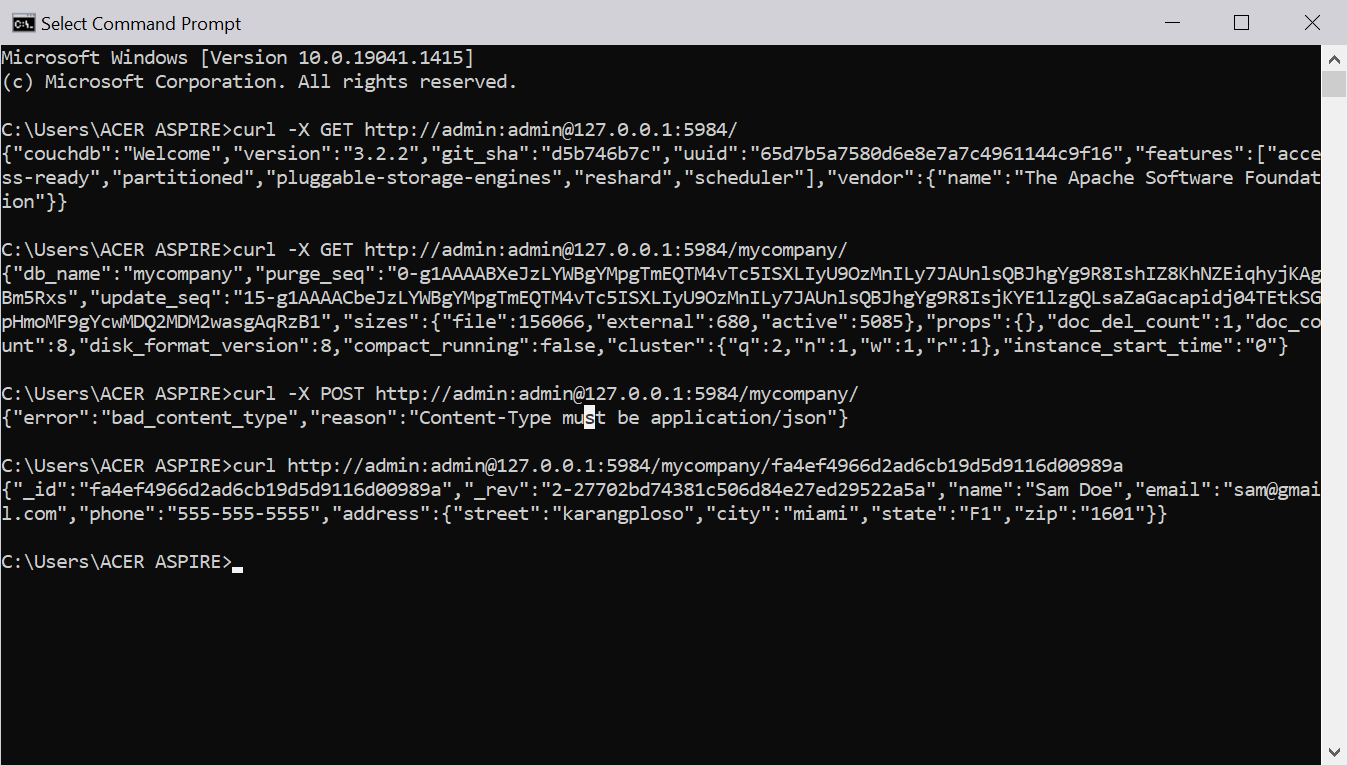 Select Command Prompt
Microsoft Windows [Version 10.0.19041.1415]
(c) Microsoft Corporation. All rights reserved.
C:\Users\ACER ASPIRE>curl -X GET http://admin:admin@127.0.0.1:5984/
{"couchdb":"Welcome","version":"3.2.2","git_sha":"d5b746b7c","uuid":"65d7b5a7580d6e8e7a7c4961144c9f16","features":["acce
ss-ready","partitioned","pluggable-storage-engines","reshard","scheduler"],"vendor":{"name":"The Apache Software Foundat
ion"}}
C:\Users\ACER ASPIRE>curl -X GET http://admin:admin@127.0.0.1:5984/mycompany/
{"db_name":"mycompany","purge_seq":"0-g1AAAABXeJzLYWBgYMpgTmEQTM4vTc5ISXLIyU9OzMnILy7JAUnlsQBJhgYg9R8IshIZ8KhNZEiqhyjKAg
Bm5Rxs","update_seq":"15-g1AAAACbeJzLYWBgYMpgTmEQTM4vTc5ISXLIyU9OzMnILy7JAUnlsQBJhgYg9R8IsjKYE1lzgQLsaZaGacapidj04TEtkSG
pHmoMF9gYcwMDQ2MDM2wasgAqRzB1","sizes":{"file":156066,"external":680,"active":5085},"props":{},"doc_del_count":1,"doc_co
unt":8,"disk_format_version":8,"compact_running":false,"cluster":{"q":2,"n":1,"w":1,"r":1},"instance_start_time":"0"}
C:\Users\ACER ASPIRE>curl -X POST http://admin:admin@127.0.0.1:5984/mycompany/
{"error":"bad_content_type","reason":"Content-Type must be application/json"}
C:\Users\ACER ASPIRE>curl http://admin:admin@127.0.0.1:5984/mycompany/fa4ef4966d2ad6cb19d5d9116d00989a
{"_id":"fa4ef4966d2ad6cb19d5d9116d00989a","_rev":"2-27702bd74381c506d84e27ed29522a5a","name":"Sam Doe","email":"sam@gmai
l.com","phone":"555-555-5555","address":{"street":"karangploso","city":"miami","state":"F1","zip":"1601"}}
C:\Users\ACER ASPIRE>